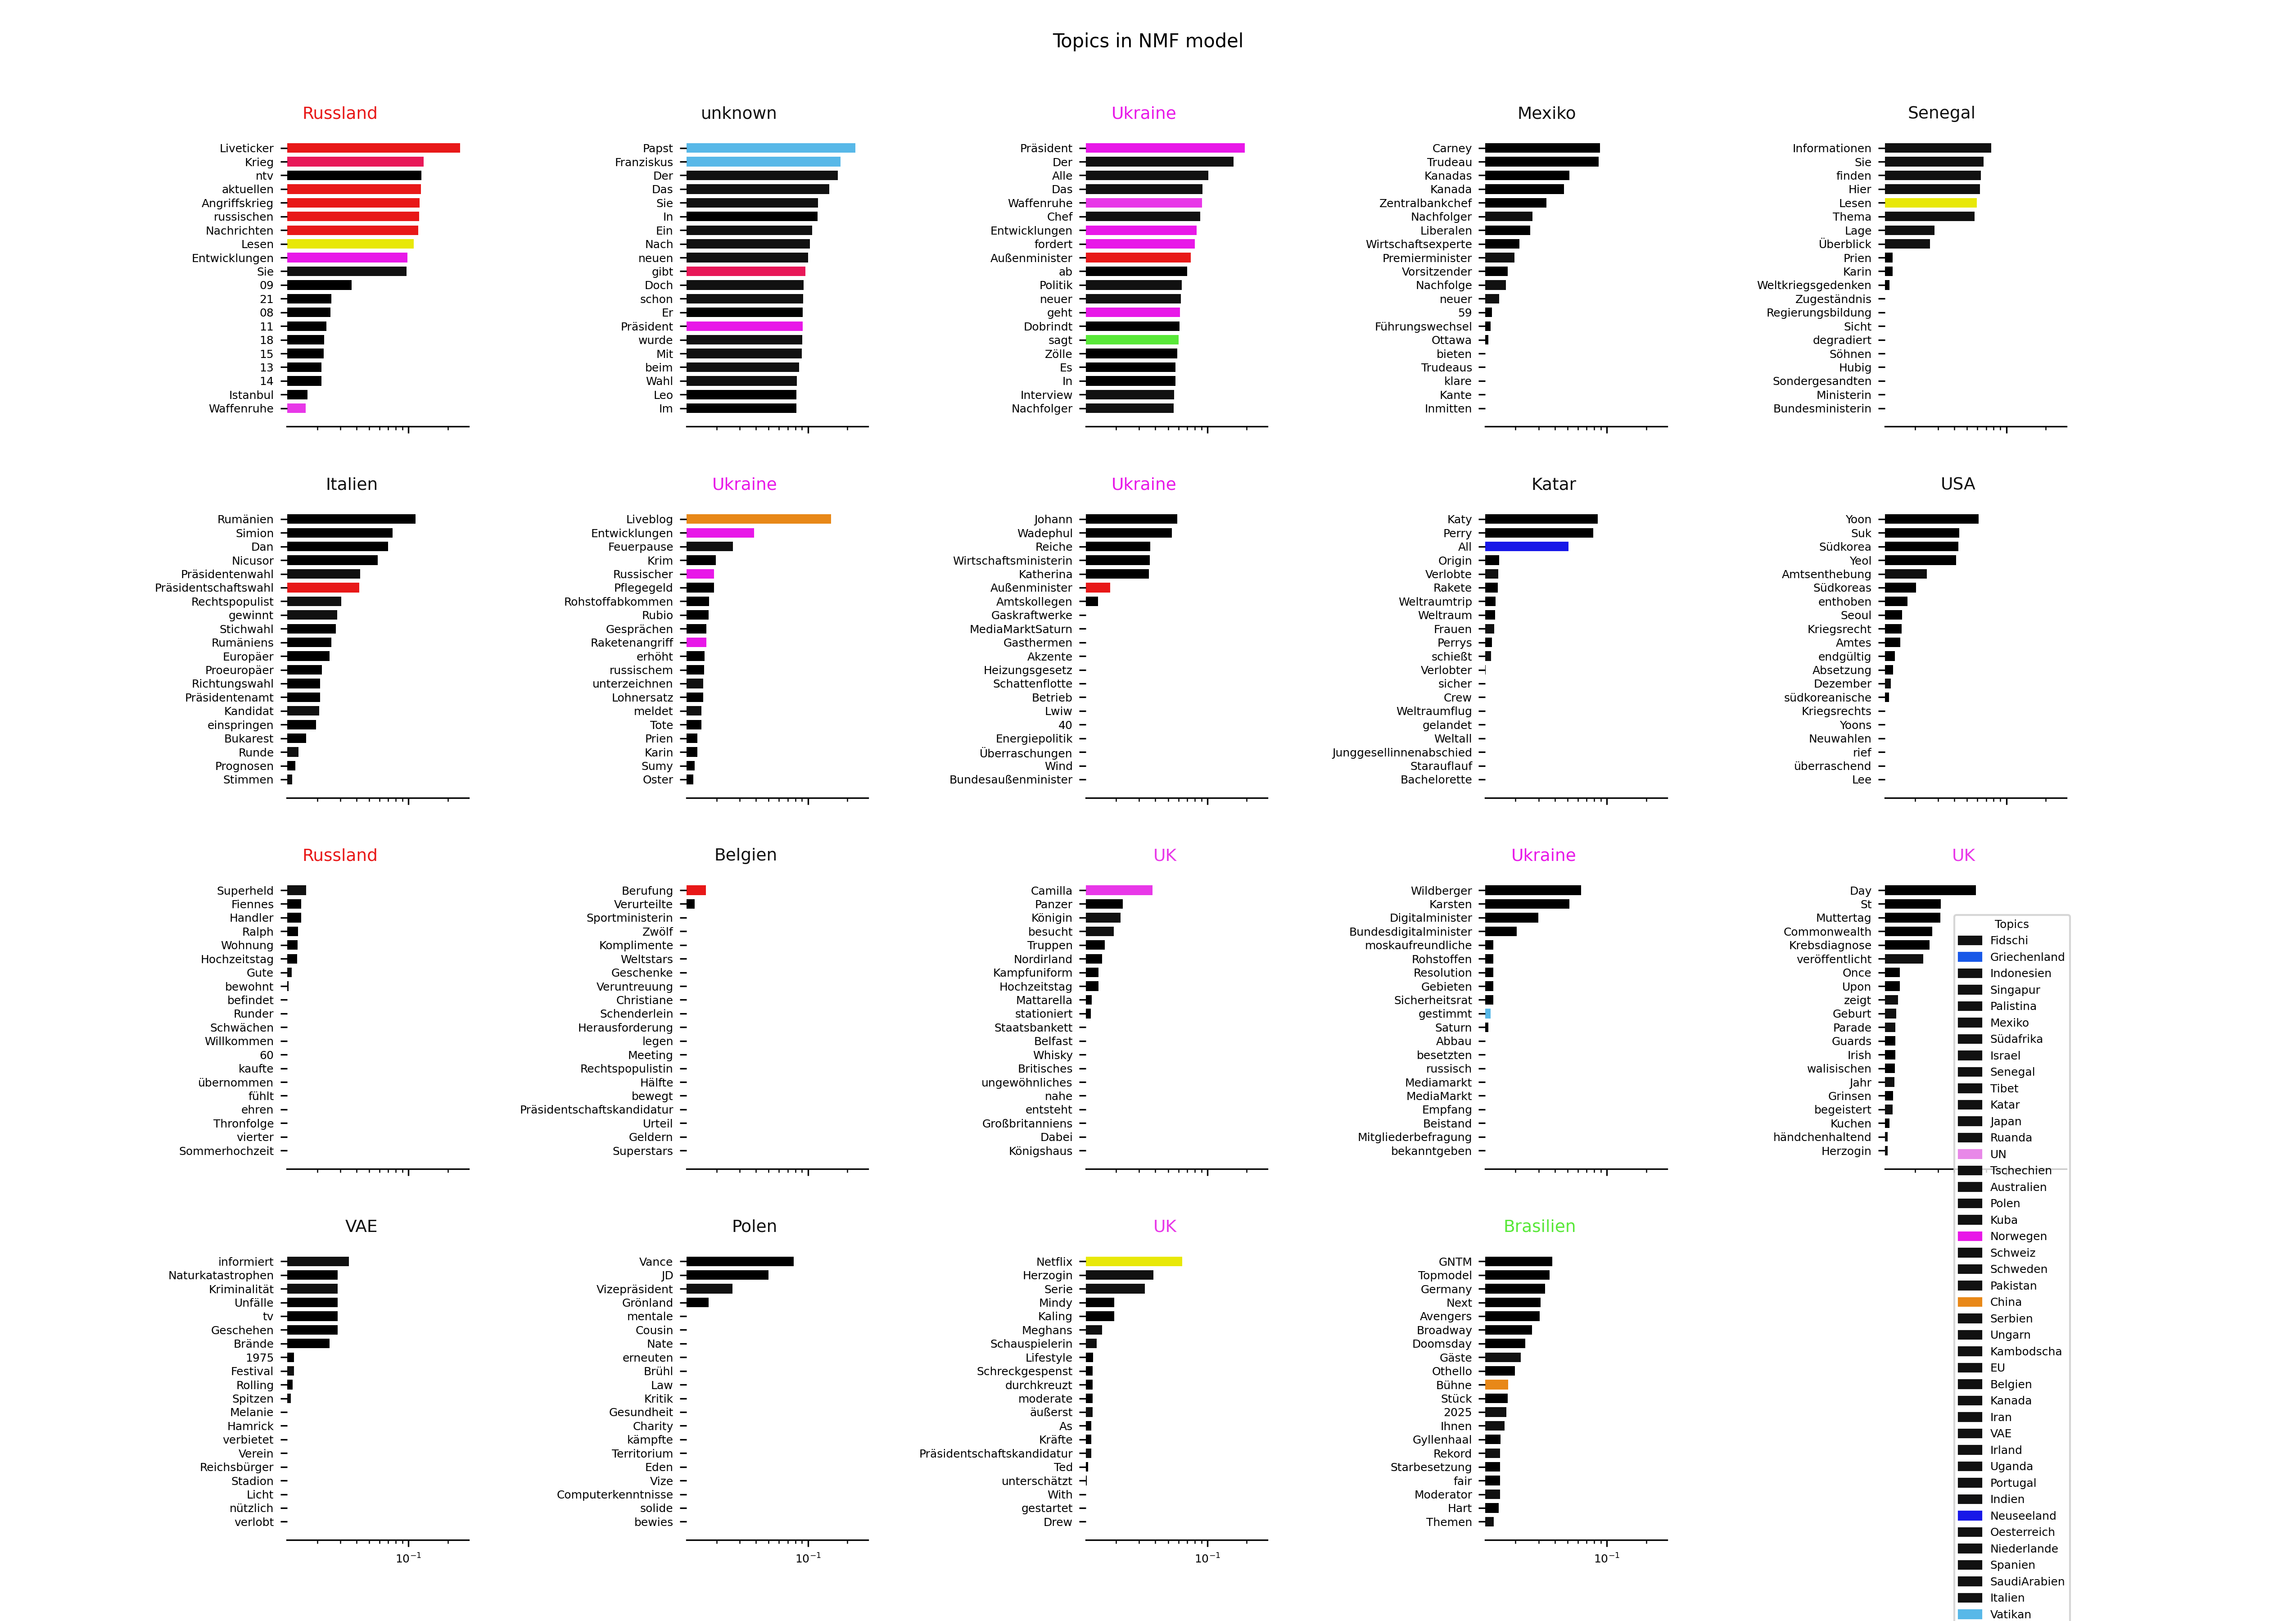 Topics in NMF model
Russland
Liveticker
Krieg
ntv
aktuellen
Angriffskrieg
russischen
Nachrichten
Lesen
Entwicklungen
Sie
09
21
08
11
18
15
13
14
Istanbul
Waffenruhe
unknown
Papst
Franziskus
Der
Das
Sie
In
Ein
Nach
neuen
gibt
Doch
schon
Er
Präsident
wurde
Mit
beim
Wahl
Leo
Im
Ukraine
Präsident
Der
Alle
Das
Waffenruhe
Chef
Entwicklungen
fordert
Außenminister
ab
Politik
neuer
geht
Dobrindt
sagt
Zölle
Es
In
Interview
Nachfolger
Mexiko
Carney
Trudeau
Kanadas
Kanada
Zentralbankchef
Nachfolger
Liberalen
Wirtschaftsexperte
Premierminister
Vorsitzender
Nachfolge
neuer
59
Führungswechsel
Ottawa
bieten
Trudeaus
klare
Kante
Inmitten
Senegal
Informationen
Sie
finden
Hier
Lesen
Thema
Lage
Überblick
Prien
Karin
Weltkriegsgedenken
Zugeständnis
Regierungsbildung
Sicht
degradiert
Söhnen
Hubig
Sondergesandten
Ministerin
Bundesministerin
Italien
Rumänien
Simion
Dan
Nicusor
Präsidentenwahl
Präsidentschaftswahl
Rechtspopulist
gewinnt
Stichwahl
Rumäniens
Europäer
Proeuropäer
Richtungswahl
Präsidentenamt
Kandidat
einspringen
Bukarest
Runde
Prognosen
Stimmen
Ukraine
Liveblog
Entwicklungen
Feuerpause
Krim
Russischer
Pflegegeld
Rohstoffabkommen
Rubio
Gesprächen
Raketenangriff
erhöht
russischem
unterzeichnen
Lohnersatz
meldet
Tote
Prien
Karin
Sumy
Oster
Ukraine
Johann
Wadephul
Reiche
Wirtschaftsministerin
Katherina
Außenminister
Amtskollegen
Gaskraftwerke
MediaMarktSaturn
Gasthermen
Akzente
Heizungsgesetz
Schattenflotte
Betrieb
Lwiw
40
Energiepolitik
Überraschungen
Wind
Bundesaußenminister
Katar
Katy
Perry
All
Origin
Verlobte
Rakete
Weltraumtrip
Weltraum
Frauen
Perrys
schießt
Verlobter
sicher
Crew
Weltraumflug
gelandet
Weltall
Junggesellinnenabschied
Starauflauf
Bachelorette
USA
Yoon
Suk
Südkorea
Yeol
Amtsenthebung
Südkoreas
enthoben
Seoul
Kriegsrecht
Amtes
endgültig
Absetzung
Dezember
südkoreanische
Kriegsrechts
Yoons
Neuwahlen
rief
überraschend
Lee
Russland
Superheld
Fiennes
Handler
Ralph
Wohnung
Hochzeitstag
Gute
bewohnt
befindet
Runder
Schwächen
Willkommen
60
kaufte
übernommen
fühlt
ehren
Thronfolge
vierter
Sommerhochzeit
Belgien
Berufung
Verurteilte
Sportministerin
Zwölf
Komplimente
Weltstars
Geschenke
Veruntreuung
Christiane
Schenderlein
Herausforderung
legen
Meeting
Rechtspopulistin
Hälfte
bewegt
Präsidentschaftskandidatur
Urteil
Geldern
Superstars
UK
Camilla
Panzer
Königin
besucht
Truppen
Nordirland
Kampfuniform
Hochzeitstag
Mattarella
stationiert
Staatsbankett
Belfast
Whisky
Britisches
ungewöhnliches
nahe
entsteht
Großbritanniens
Dabei
Königshaus
Ukraine
Wildberger
Karsten
Digitalminister
Bundesdigitalminister
moskaufreundliche
Rohstoffen
Resolution
Gebieten
Sicherheitsrat
gestimmt
Saturn
Abbau
besetzten
russisch
Mediamarkt
MediaMarkt
Empfang
Beistand
Mitgliederbefragung
bekanntgeben
UK
Day
St
Muttertag
Commonwealth
Krebsdiagnose
veröffentlicht
Once
Upon
zeigt
Geburt
Parade
Guards
Irish
walisischen
Jahr
Grinsen
begeistert
Kuchen
händchenhaltend
Herzogin
VAE
informiert
Naturkatastrophen
Kriminalität
Unfälle
tv
Geschehen
Brände
1975
Festival
Rolling
Spitzen
Melanie
Hamrick
verbietet
Verein
Reichsbürger
Stadion
Licht
nützlich
verlobt
10⁻¹
Polen
Vance
JD
Vizepräsident
Grönland
mentale
Cousin
Nate
erneuten
Brühl
Law
Kritik
Gesundheit
Charity
kämpfte
Territorium
Eden
Vize
Computerkenntnisse
solide
bewies
10⁻¹
UK
Netflix
Herzogin
Serie
Mindy
Kaling
Meghans
Schauspielerin
Lifestyle
Schreckgespenst
durchkreuzt
moderate
äußerst
As
Kräfte
Präsidentschaftskandidatur
Ted
unterschätzt
With
gestartet
Drew
10⁻¹
Brasilien
GNTM
Topmodel
Germany
Next
Avengers
Broadway
Doomsday
Gäste
Othello
Bühne
Stück
2025
Ihnen
Gyllenhaal
Rekord
Starbesetzung
fair
Moderator
Hart
Themen
10⁻¹
Topics
Fidschi
Griechenland
Indonesien
Singapur
Palistina
Mexiko
Südafrika
Israel
Senegal
Tibet
Katar
Japan
Ruanda
UN
Tschechien
Australien
Polen
Kuba
Norwegen
Schweiz
Schweden
Pakistan
China
Serbien
Ungarn
Kambodscha
EU
Belgien
Kanada
Iran
VAE
Irland
Uganda
Portugal
Indien
Neuseeland
Oesterreich
Niederlande
Spanien
SaudiArabien
Italien
Vatikan